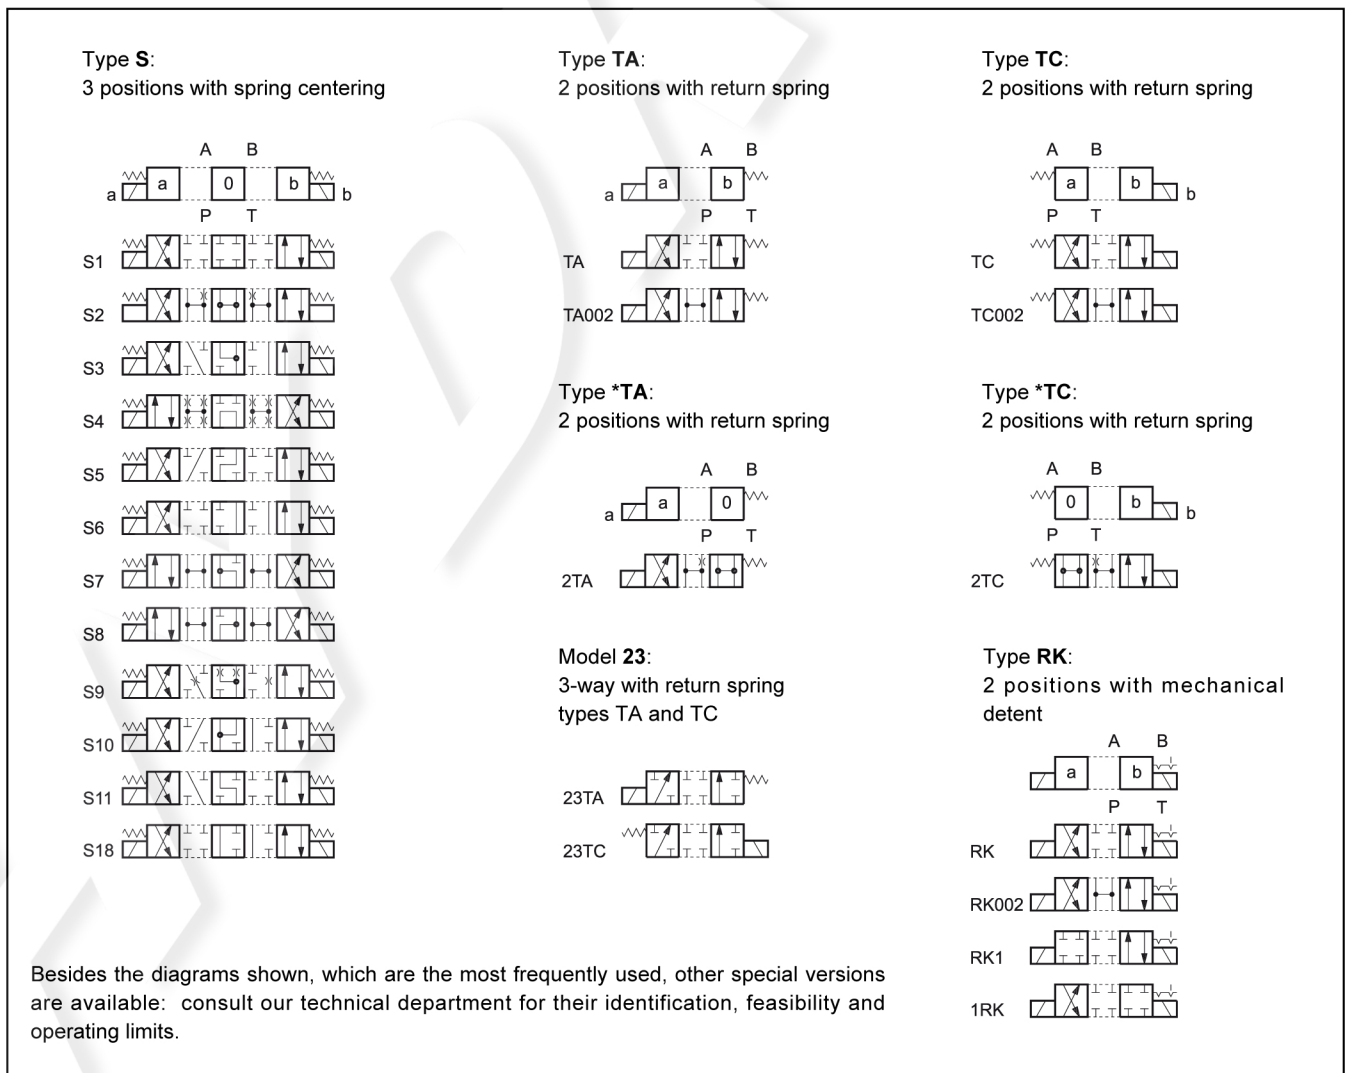 Type S:
3 positions with spring centering
A B
a a 0 b b
P T
S1
S2
S3
S4
S5
S6
S7
S8
S9
S10
S11
S18
Type TA:
2 positions with return spring
A B
a a b
P T
TA
TA002
Type TC:
2 positions with return spring
A B
a b b
P T
TC
TC002
Type *TA:
2 positions with return spring
A B
a a 0
P T
2TA
Type *TC:
2 positions with return spring
A B
0 b b
P T
2TC
Model 23:
3-way with return spring
types TA and TC
23TA
23TC
Type RK:
2 positions with mechanical
detent
A B
a b
P T
RK
RK002
RK1
1RK
Besides the diagrams shown, which are the most frequently used, other special versions
are available: consult our technical department for their identification, feasibility and
operating limits.